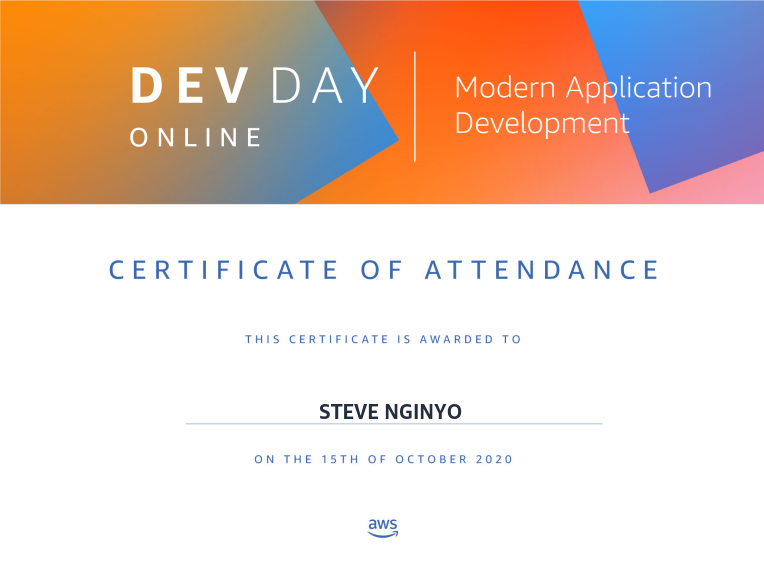 DEV DAY
ONLINE
Modern Application
Development
CERTIFICATE OF ATTENDANCE
THIS CERTIFICATE IS AWARDED TO
STEVE NGINYO
ON THE 15TH OF OCTOBER 2020
aws